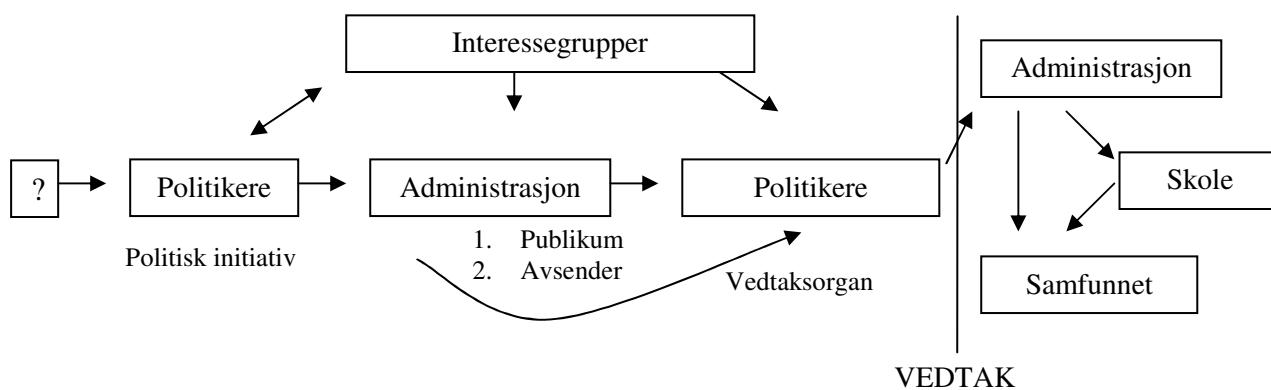 Interessegrupper
Administrasjon
?
Politikere
Administrasjon
Politikere
Skole
Politisk initiativ
1. Publikum
2. Avsender
Vedtaksorgan
Samfunnet
VEDTAK